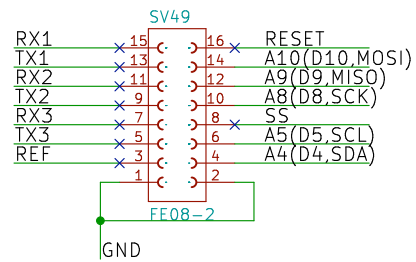 SV49
RX1 15 16 RESET
TX1 13 14 A10(D10,MOSI)
RX2 11 12 A9(D9,MISO)
TX2 9 10 A8(D8,SCK)
RX3 7 8 SS
TX3 5 6 A5(D5,SCL)
REF 3 4 A4(D4,SDA)
1 2
FE08-2
GND